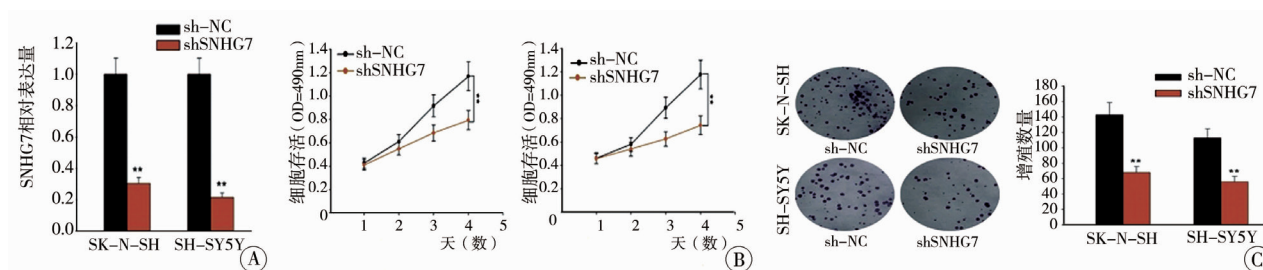 SNHG7相对表达量
sh-NC
shSNHG7
1.2
1.0
0.8
0.6
0.4
0.2
0.0
**
**
SK-N-SH
SH-SY5Y
A
细胞存活(OD=490nm)
1.4
1.2
1.0
0.8
0.6
0.4
0.2
0
sh-NC
shSNHG7
**
1
2
3
4
5
天(数)
细胞存活(OD=490nm)
1.4
1.2
1.0
0.8
0.6
0.4
0.2
0
sh-NC
shSNHG7
**
1
2
3
4
5
天(数)
B
SK-N-SH
sh-NC
shSNHG7
SH-SY5Y
sh-NC
shSNHG7
增殖数量
sh-NC
shSNHG7
180
160
140
120
100
80
60
40
20
0
**
**
SK-N-SH
SH-SY5Y
C